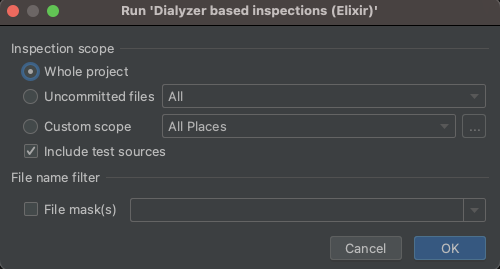 Run 'Dialyzer based inspections (Elixir)'
Inspection scope
Whole project
Uncommitted files All
Custom scope All Places ...
Include test sources
File name filter
File mask(s)
Cancel OK